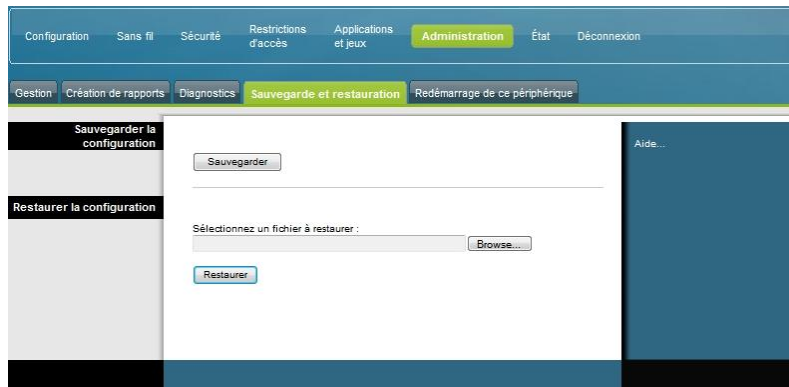 Configuration
Sans fil
Sécurité
Restrictions
d'accès
Applications
et jeux
Administration
État
Déconnexion
Gestion
Création de rapports
Diagnostics
Sauvegarde et restauration
Redémarrage de ce périphérique
Sauvegarder la
configuration
Sauvegarder
Aide...
Restaurer la configuration
Sélectionnez un fichier à restaurer :
Browse...
Restaurer